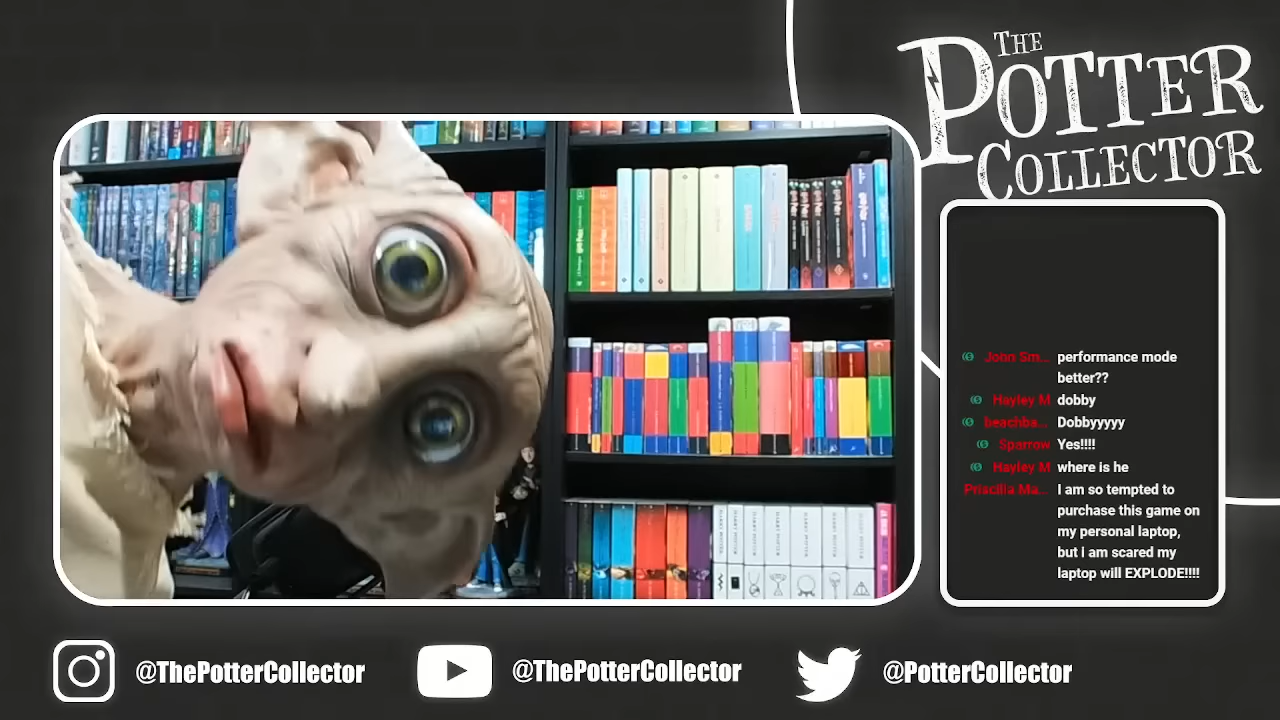 THE
POTTER
COLLECTOR
John Sm... performance mode
better??
Hayley M dobby
beachba... Dobbyyyyy
Sparrow Yes!!!!
Hayley M where is he
Priscilla Ma... I am so tempted to
purchase this game on
my personal laptop,
but i am scared my
laptop will EXPLODE!!!!
@ThePotterCollector
@ThePotterCollector
@PotterCollector